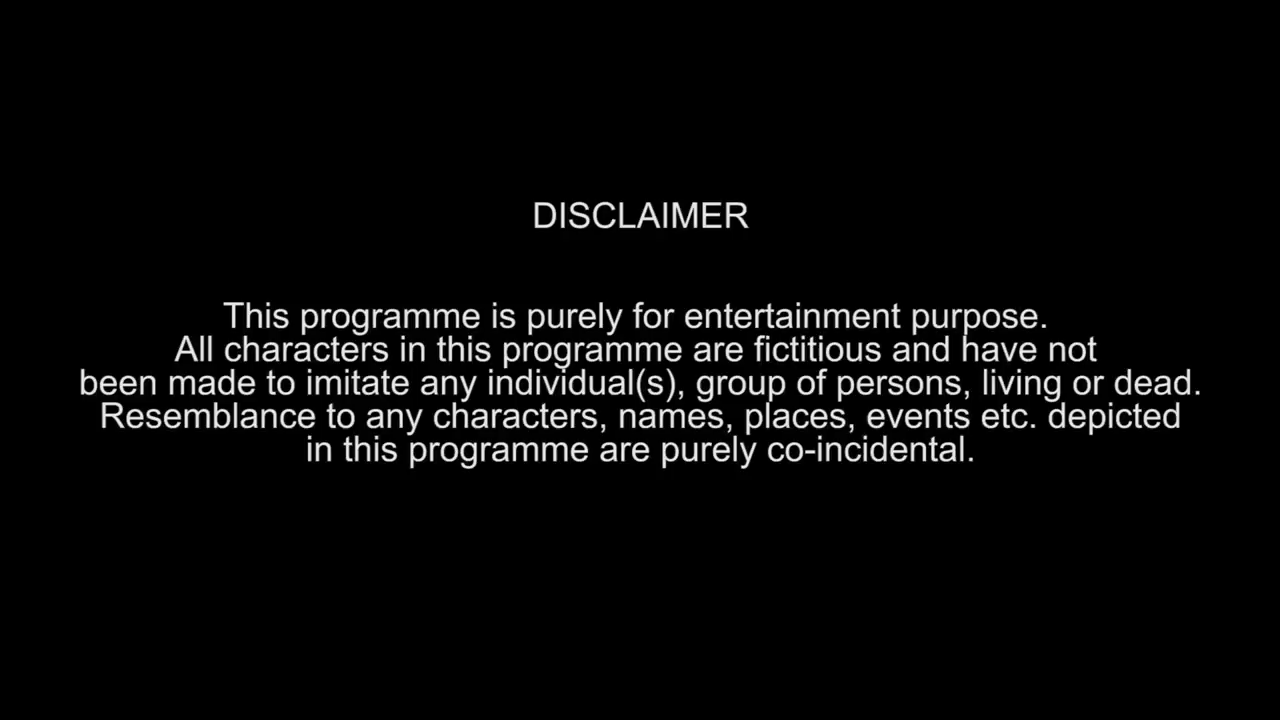 DISCLAIMER
This programme is purely for entertainment purpose.
All characters in this programme are fictitious and have not
been made to imitate any individual(s), group of persons, living or dead.
Resemblance to any characters, names, places, events etc. depicted
in this programme are purely co-incidental.